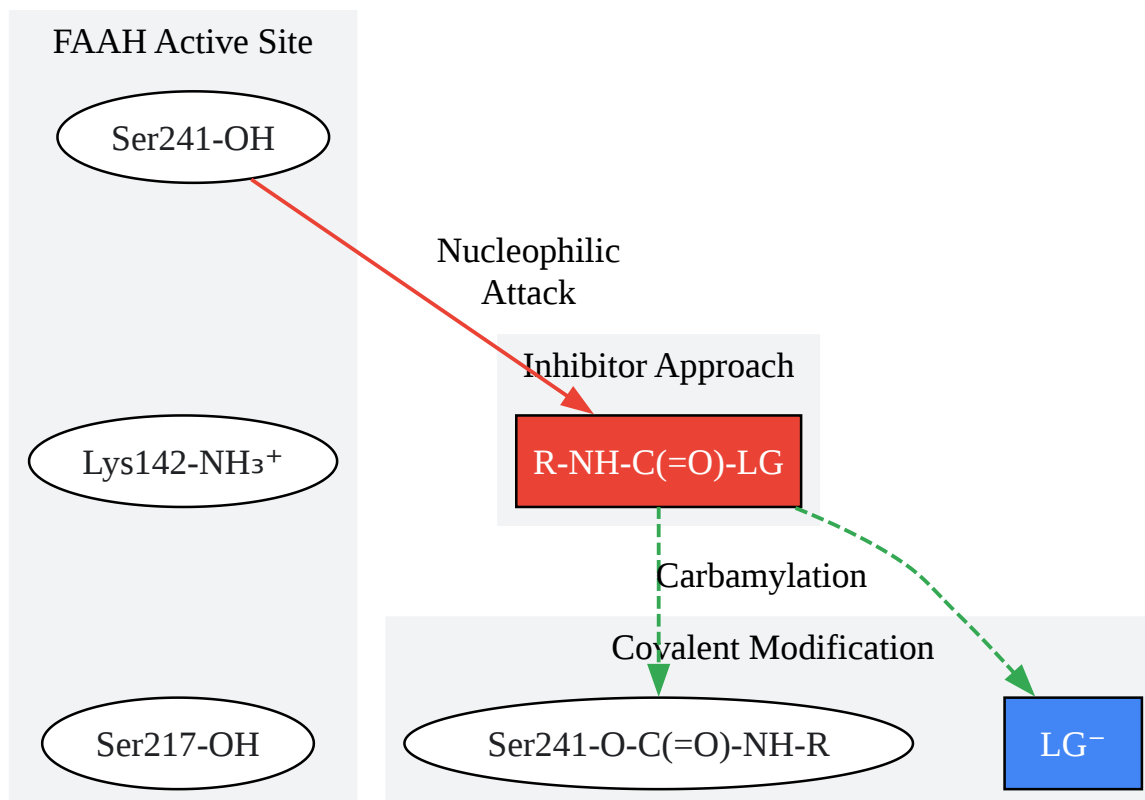 FAAH Active Site
Ser241-OH
Nucleophilic
Attack
Inhibitor Approach
Lys142-NH₃⁺
R-NH-C(=O)-LG
Carbamylation
Covalent Modification
Ser217-OH
Ser241-O-C(=O)-NH-R
LG⁻